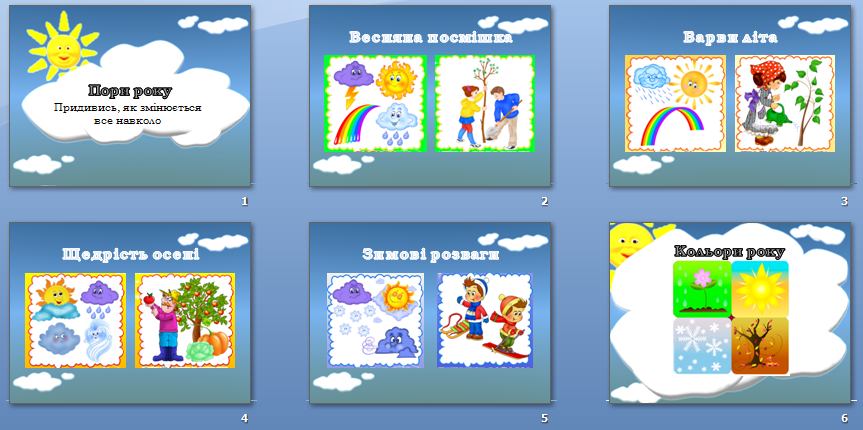 Пори року
Придивись, як змінюється
все навколо
1
Весняна посмішка
2
Барви літа
3
Щедрість осені
4
Зимові розваги
5
Кольори року
6